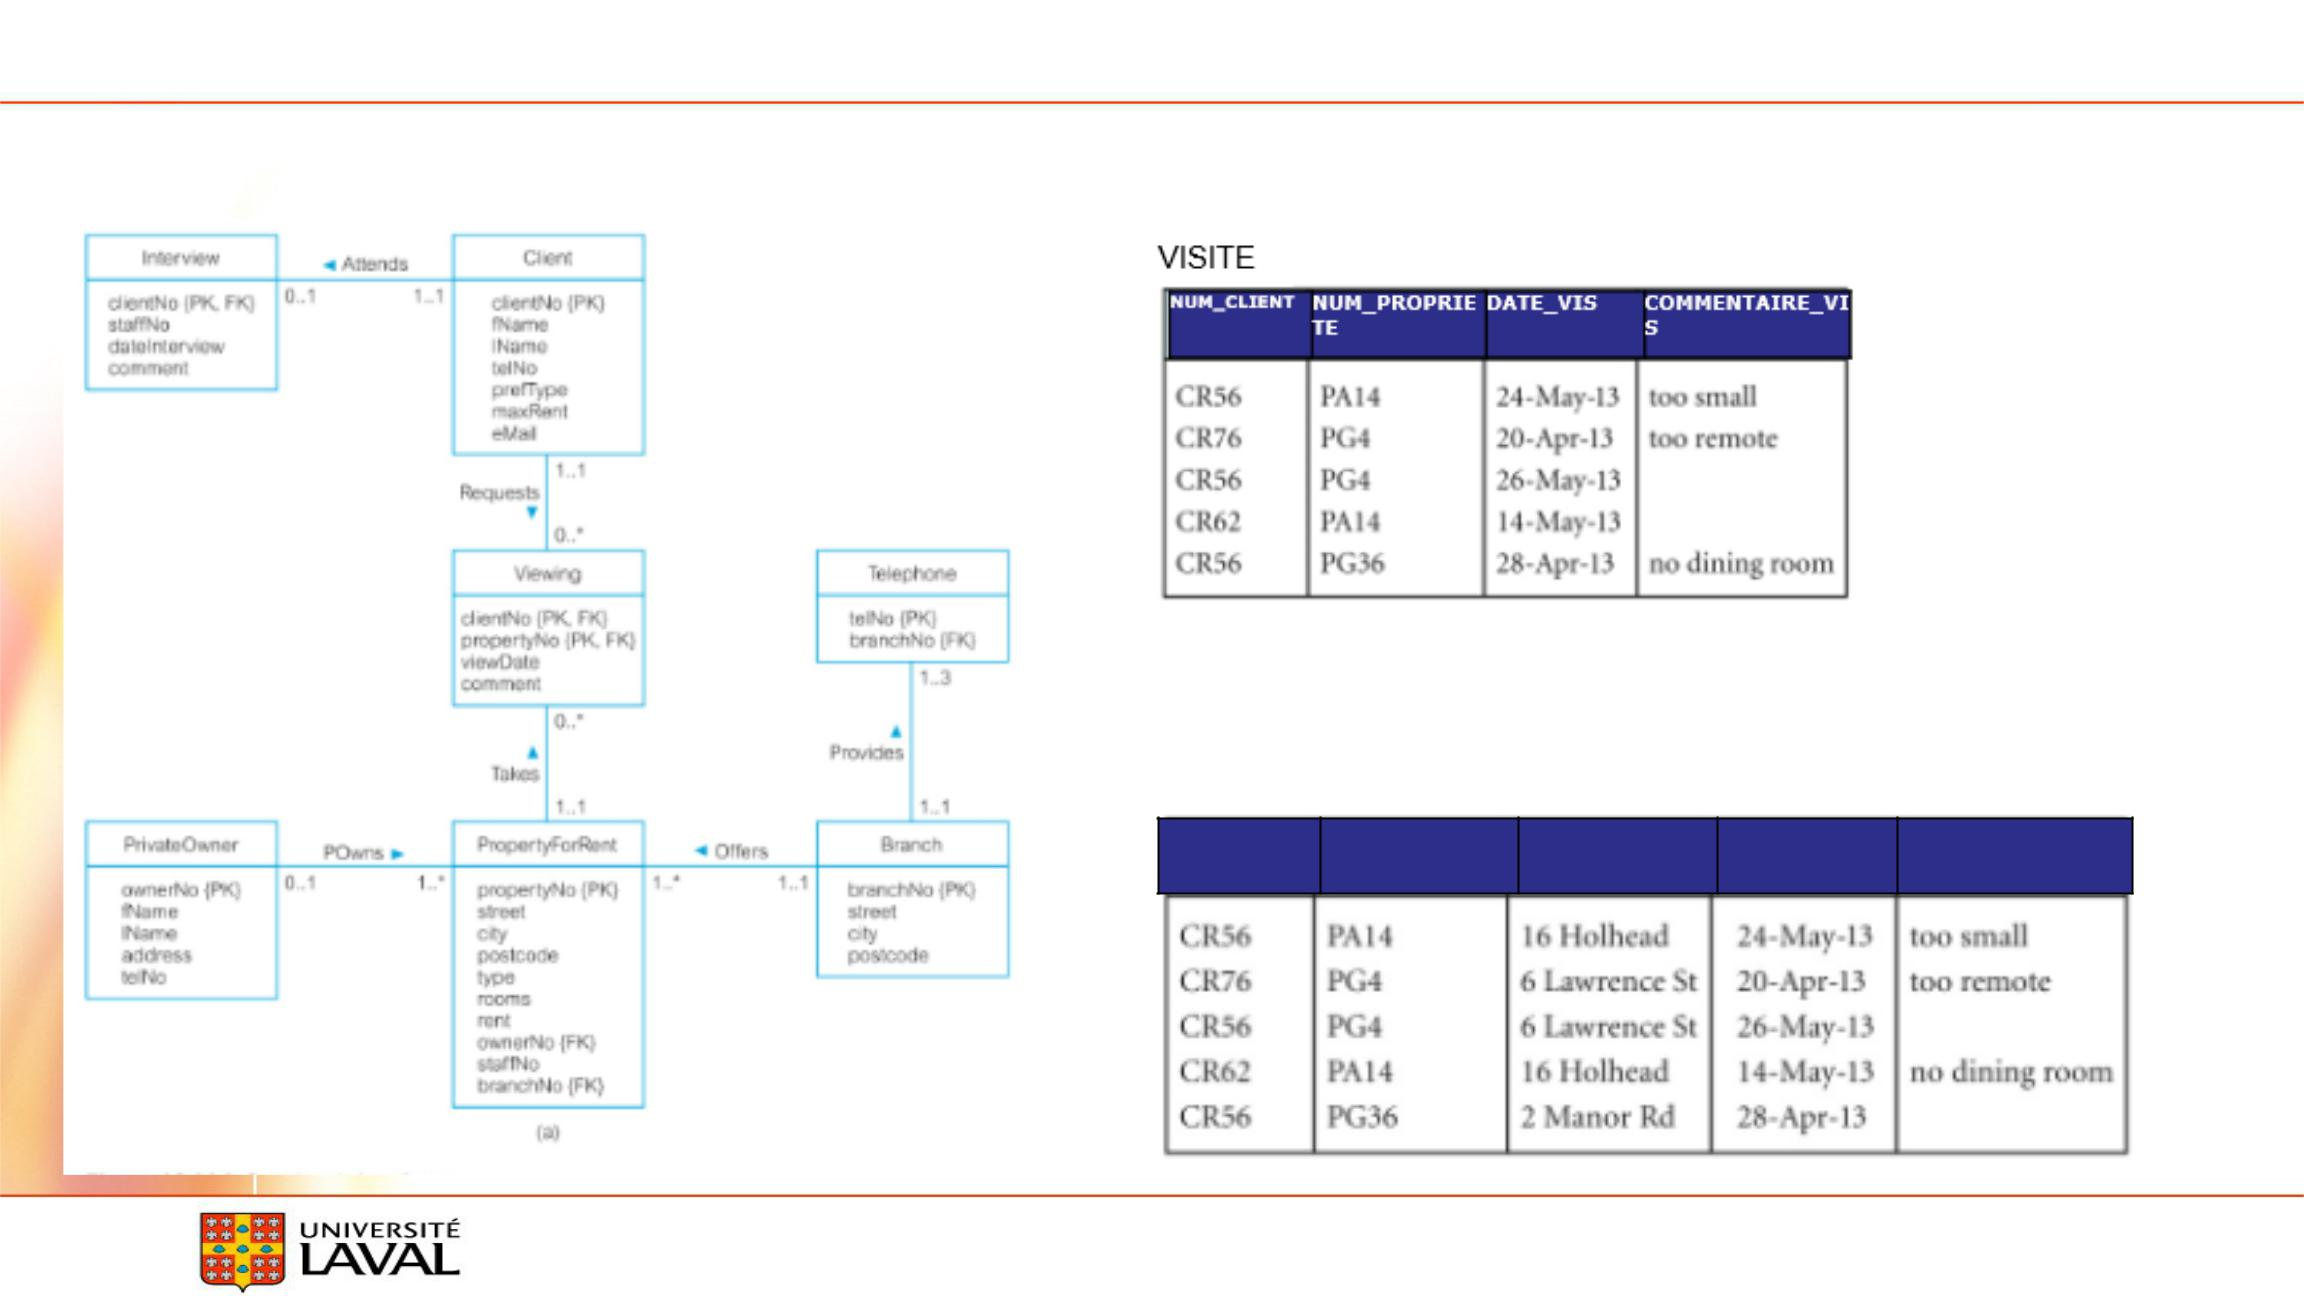 Interview
clientNo {PK, FK}
staffNo
dateInterview
comment
◄ Attends
0..1
1..1
Client
clientNo {PK}
fName
lName
telNo
prefType
maxRent
eMail
1..1
Requests
▼
0..*
Viewing
clientNo {PK, FK}
propertyNo {PK, FK}
viewDate
comment
0..*
▲
Takes
1..1
Telephone
telNo {PK}
branchNo {FK}
1..3
▲
Provides
1..1
PrivateOwner
ownerNo {PK}
fName
lName
address
telNo
POwns ►
0..1
1..*
PropertyForRent
propertyNo {PK}
street
city
postcode
type
rooms
rent
ownerNo {FK}
staffNo
branchNo {FK}
◄ Offers
1..*
1..1
Branch
branchNo {PK}
street
city
postcode
(a)
VISITE
NUM_CLIENT NUM_PROPRIE DATE_VIS COMMENTAIRE_VI
TE S
CR56 PA14 24-May-13 too small
CR76 PG4 20-Apr-13 too remote
CR56 PG4 26-May-13
CR62 PA14 14-May-13
CR56 PG36 28-Apr-13 no dining room
CR56 PA14 16 Holhead 24-May-13 too small
CR76 PG4 6 Lawrence St 20-Apr-13 too remote
CR56 PG4 6 Lawrence St 26-May-13
CR62 PA14 16 Holhead 14-May-13 no dining room
CR56 PG36 2 Manor Rd 28-Apr-13
UNIVERSITÉ
LAVAL